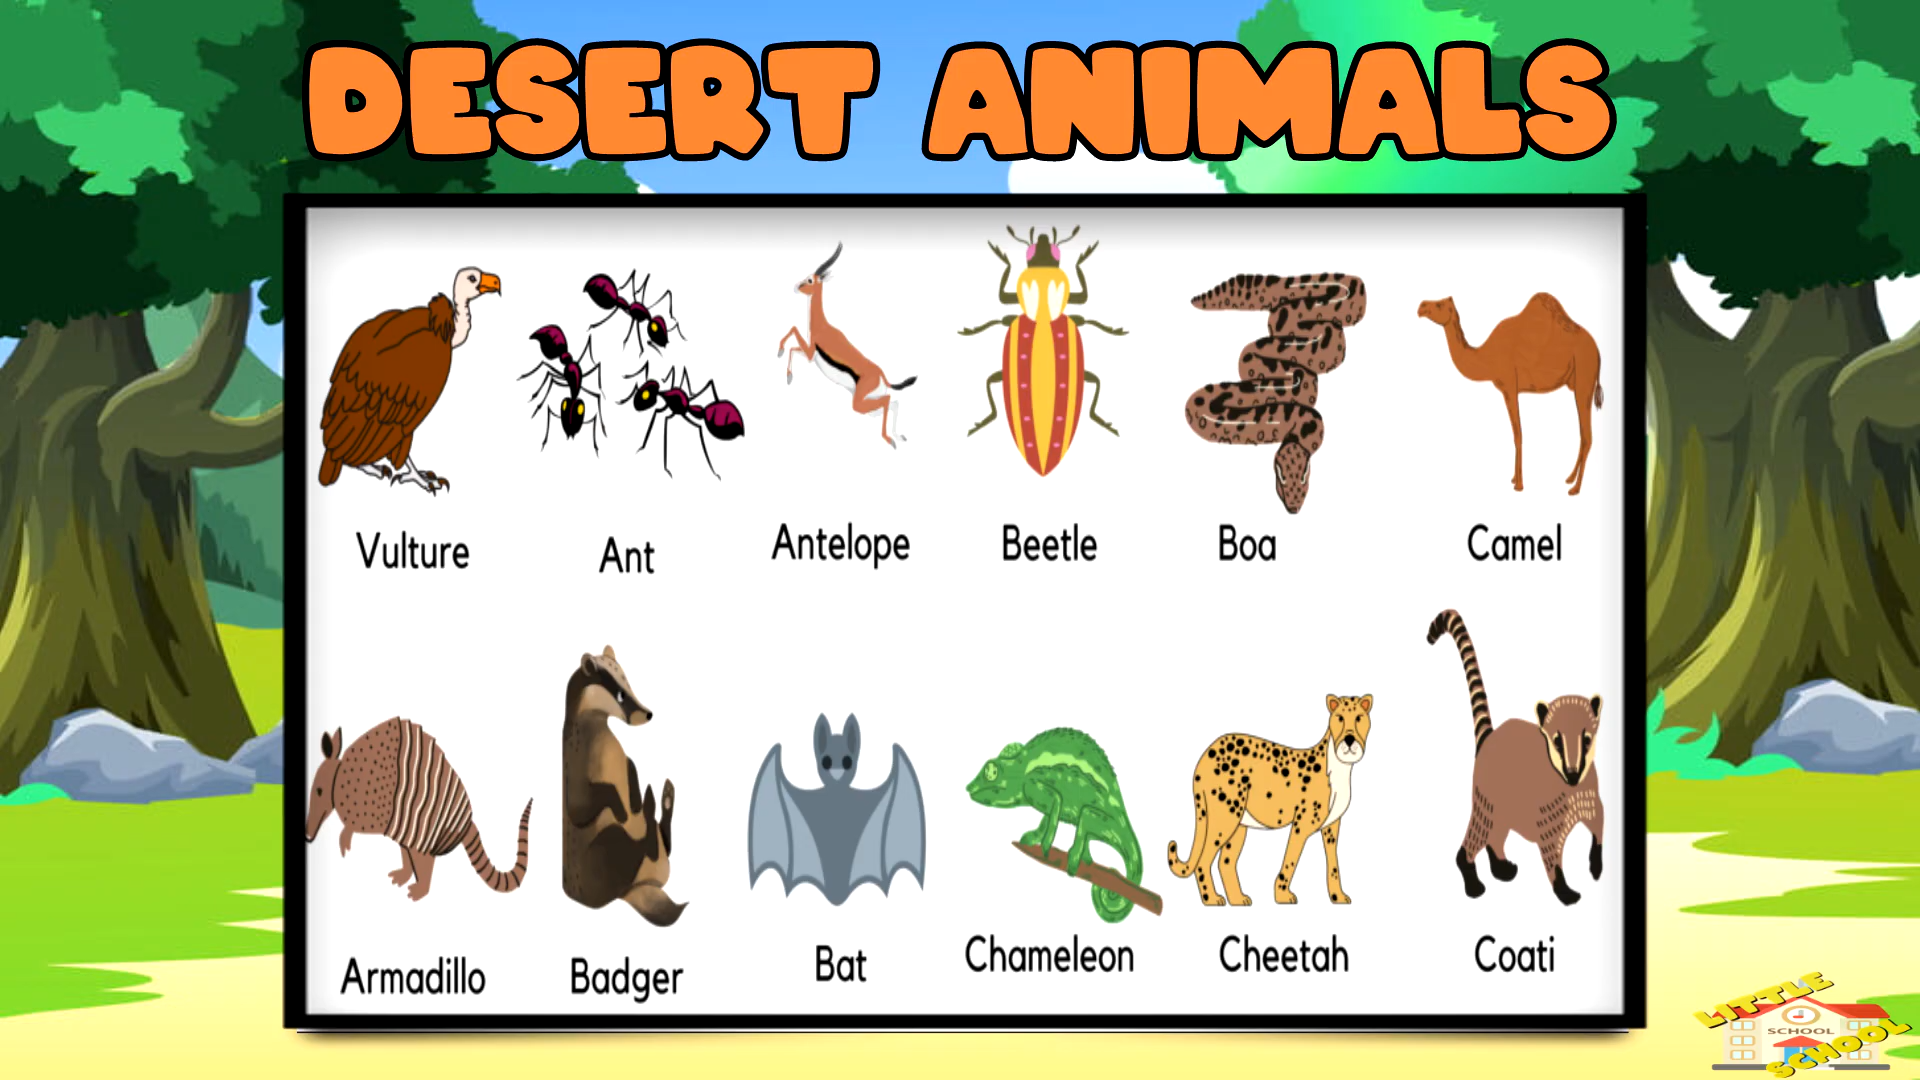 DESERT ANIMALS
Vulture
Ant
Antelope
Beetle
Boa
Camel
Armadillo
Badger
Bat
Chameleon
Cheetah
Coati
LITTLE
SCHOOL
SCHOOL